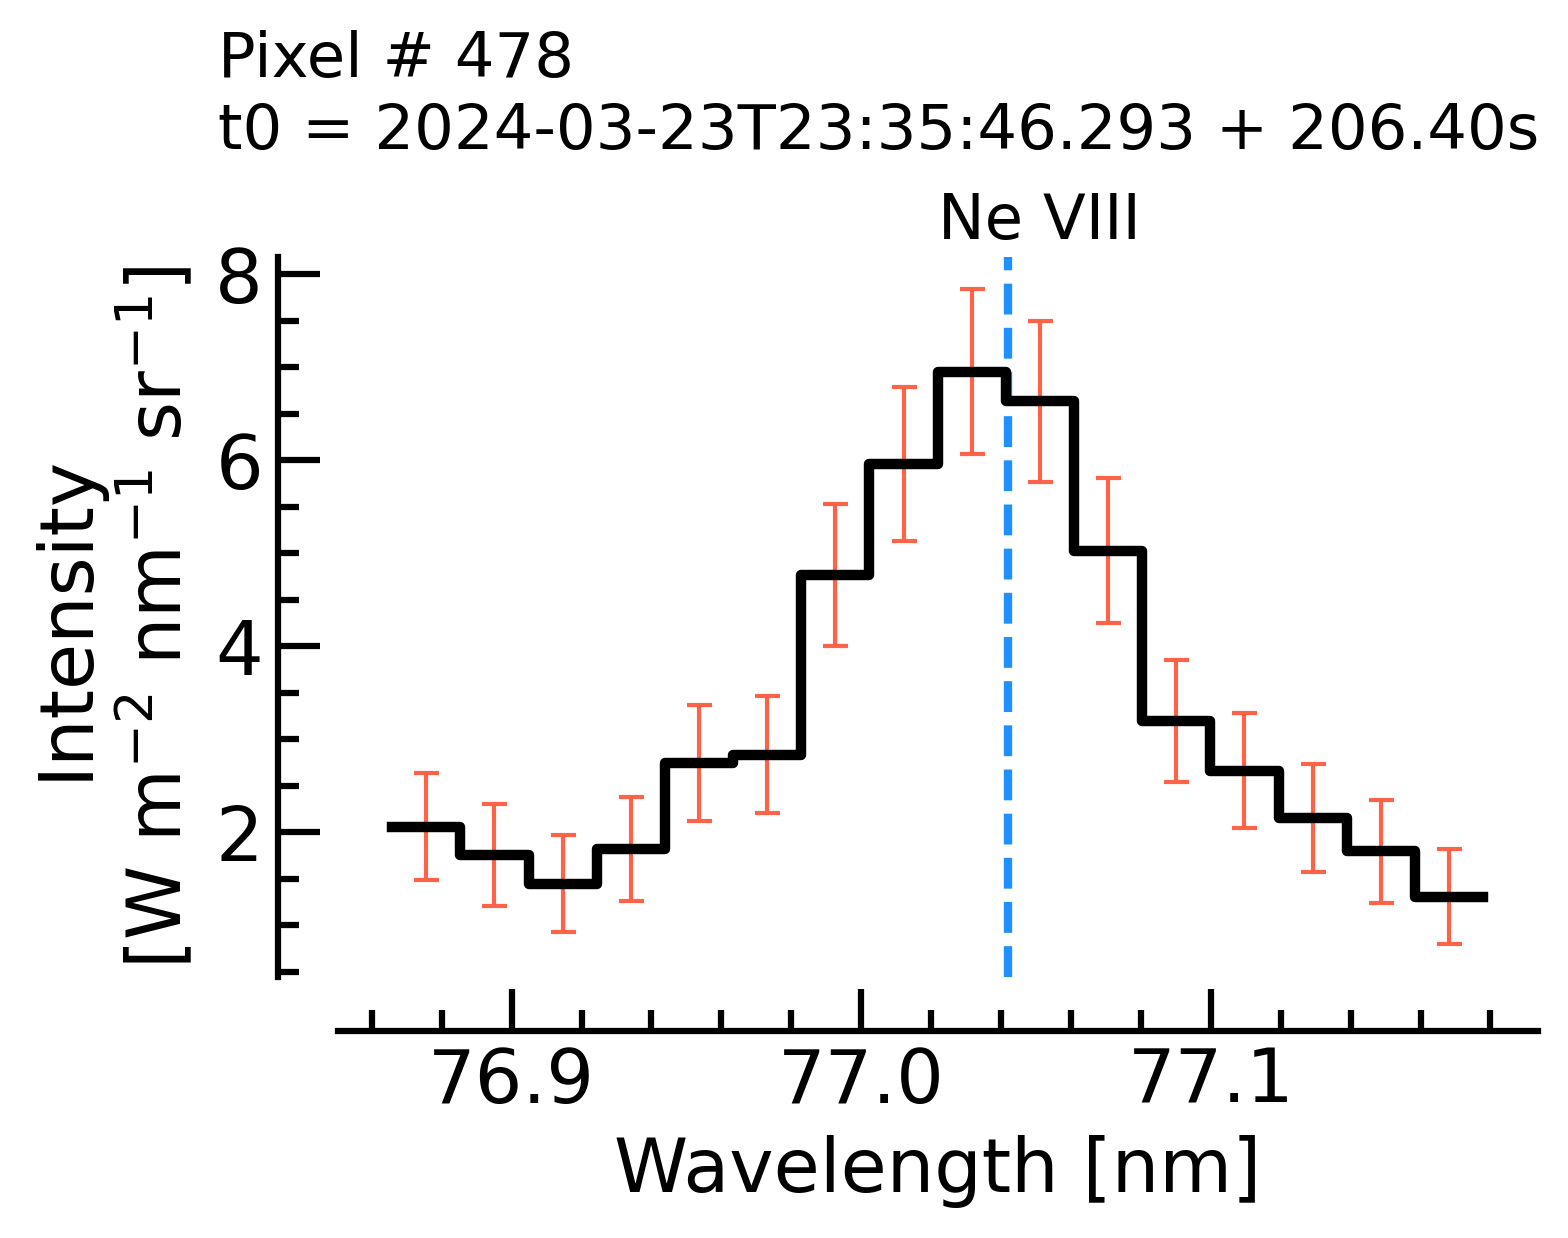 Pixel # 478
t0 = 2024-03-23T23:35:46.293 + 206.40s
Ne VIII
Intensity
[W m⁻² nm⁻¹ sr⁻¹]
8
6
4
2
76.9 77.0 77.1
Wavelength [nm]